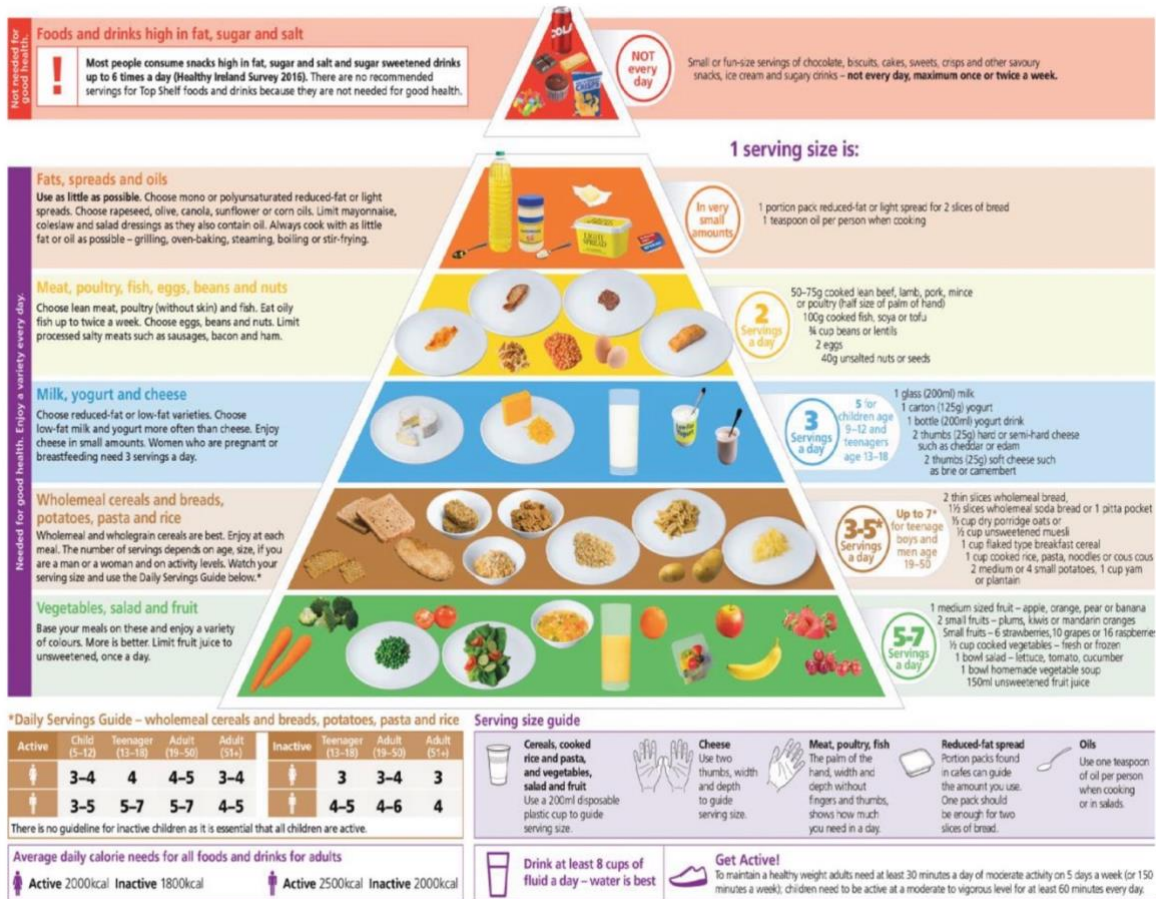 Not needed for
good health.
Foods and drinks high in fat, sugar and salt
!
Most people consume snacks high in fat, sugar and salt and sugar sweetened drinks
up to 6 times a day (Healthy Ireland Survey 2016). There are no recommended
servings for Top Shelf foods and drinks because they are not needed for good health.
COLA
CRISPS
NOT
every
day
Small or fun-size servings of chocolate, biscuits, cakes, sweets, crisps and other savoury
snacks, ice cream and sugary drinks – not every day, maximum once or twice a week.
1 serving size is:
Needed for good health. Enjoy a variety every day.
Fats, spreads and oils
Use as little as possible. Choose mono or polyunsaturated reduced-fat or light
spreads. Choose rapeseed, olive, canola, sunflower or corn oils. Limit mayonnaise,
coleslaw and salad dressings as they also contain oil. Always cook with as little
fat or oil as possible – grilling, oven-baking, steaming, boiling or stir-frying.
LIGHT
SPREAD
In very
small
amounts
1 portion pack reduced-fat or light spread for 2 slices of bread
1 teaspoon oil per person when cooking
Meat, poultry, fish, eggs, beans and nuts
Choose lean meat, poultry (without skin) and fish. Eat oily
fish up to twice a week. Choose eggs, beans and nuts. Limit
processed salty meats such as sausages, bacon and ham.
2
Servings
a day
50–75g cooked lean beef, lamb, pork, mince
or poultry (half size of palm of hand)
100g cooked fish, soya or tofu
¾ cup beans or lentils
2 eggs
40g unsalted nuts or seeds
Milk, yogurt and cheese
Choose reduced-fat or low-fat varieties. Choose
low-fat milk and yogurt more often than cheese. Enjoy
cheese in small amounts. Women who are pregnant or
breastfeeding need 3 servings a day.
3
Servings
a day
5 for
children age
9–12 and
teenagers
age 13–18
1 glass (200ml) milk
1 carton (125g) yogurt
1 bottle (200ml) yogurt drink
2 thumbs (25g) hard or semi-hard cheese
such as cheddar or edam
2 thumbs (25g) soft cheese such
as brie or camembert
Wholemeal cereals and breads,
potatoes, pasta and rice
Wholemeal and wholegrain cereals are best. Enjoy at each
meal. The number of servings depends on age, size, if you
are a man or a woman and on activity levels. Watch your
serving size and use the Daily Servings Guide below.*
3-5*
Servings
a day
Up to 7*
for teenage
boys and
men age
19–50
2 thin slices wholemeal bread,
1½ slices wholemeal soda bread or 1 pitta pocket
⅓ cup dry porridge oats or
½ cup unsweetened muesli
1 cup flaked type breakfast cereal
1 cup cooked rice, pasta, noodles or cous cous
2 medium or 4 small potatoes, 1 cup yam
or plantain
Vegetables, salad and fruit
Base your meals on these and enjoy a variety
of colours. More is better. Limit fruit juice to
unsweetened, once a day.
5-7
Servings
a day
1 medium sized fruit – apple, orange, pear or banana
2 small fruits – plums, kiwis or mandarin oranges
Small fruits – 6 strawberries, 10 grapes or 16 raspberries
½ cup cooked vegetables – fresh or frozen
1 bowl salad – lettuce, tomato, cucumber
1 bowl homemade vegetable soup
150ml unsweetened fruit juice
*Daily Servings Guide – wholemeal cereals and breads, potatoes, pasta and rice
Active Child (5–12) Teenager (13–18) Adult (19–50) Adult (51+) Inactive Teenager (13–18) Adult (19–50) Adult (51+)
3–4 4 4–5 3–4 3 3–4 3
3–5 5–7 5–7 4–5 4–5 4–6 4
There is no guideline for inactive children as it is essential that all children are active.
Average daily calorie needs for all foods and drinks for adults
Active 2000kcal Inactive 1800kcal
Active 2500kcal Inactive 2000kcal
Serving size guide
Cereals, cooked
rice and pasta,
and vegetables,
salad and fruit
Use a 200ml disposable
plastic cup to guide
serving size.
Cheese
Use two
thumbs, width
and depth
to guide
serving size.
Meat, poultry, fish
The palm of the
hand, width and
depth without
fingers and thumbs,
shows how much
you need in a day.
Reduced-fat spread
Portion packs found
in cafes can guide
the amount you use.
One pack should
be enough for two
slices of bread.
Oils
Use one teaspoon
of oil per person
when cooking
or in salads.
Drink at least 8 cups of
fluid a day – water is best
Get Active!
To maintain a healthy weight adults need at least 30 minutes a day of moderate activity on 5 days a week (or 150
minutes a week); children need to be active at a moderate to vigorous level for at least 60 minutes every day.